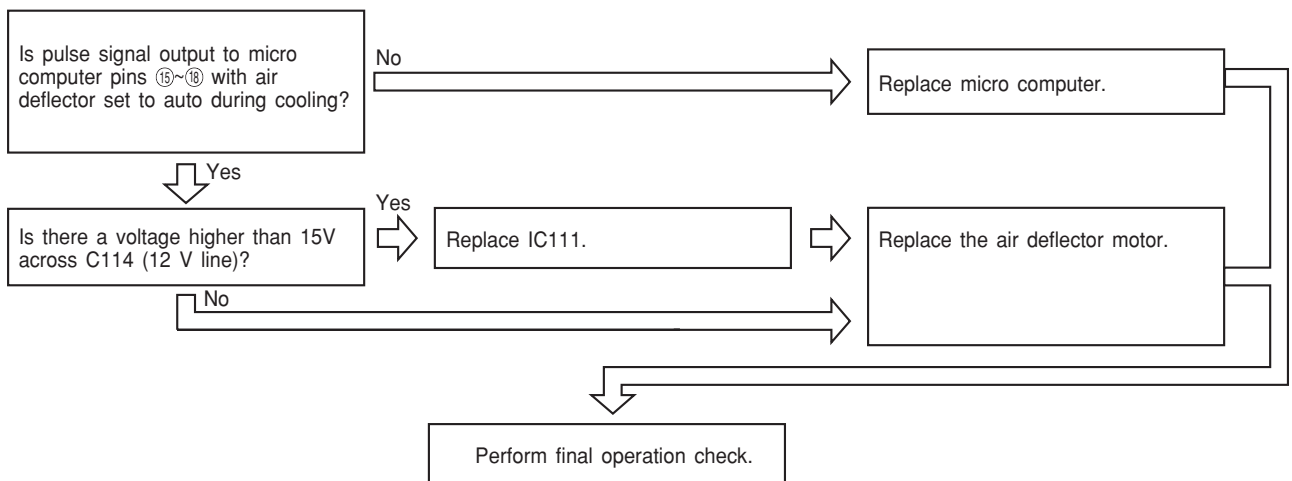 Is pulse signal output to micro
computer pins ⑮~⑱ with air
deflector set to auto during cooling?
No
Replace micro computer.
Yes
Is there a voltage higher than 15V
across C114 (12 V line)?
Yes
Replace IC111.
Replace the air deflector motor.
No
Perform final operation check.